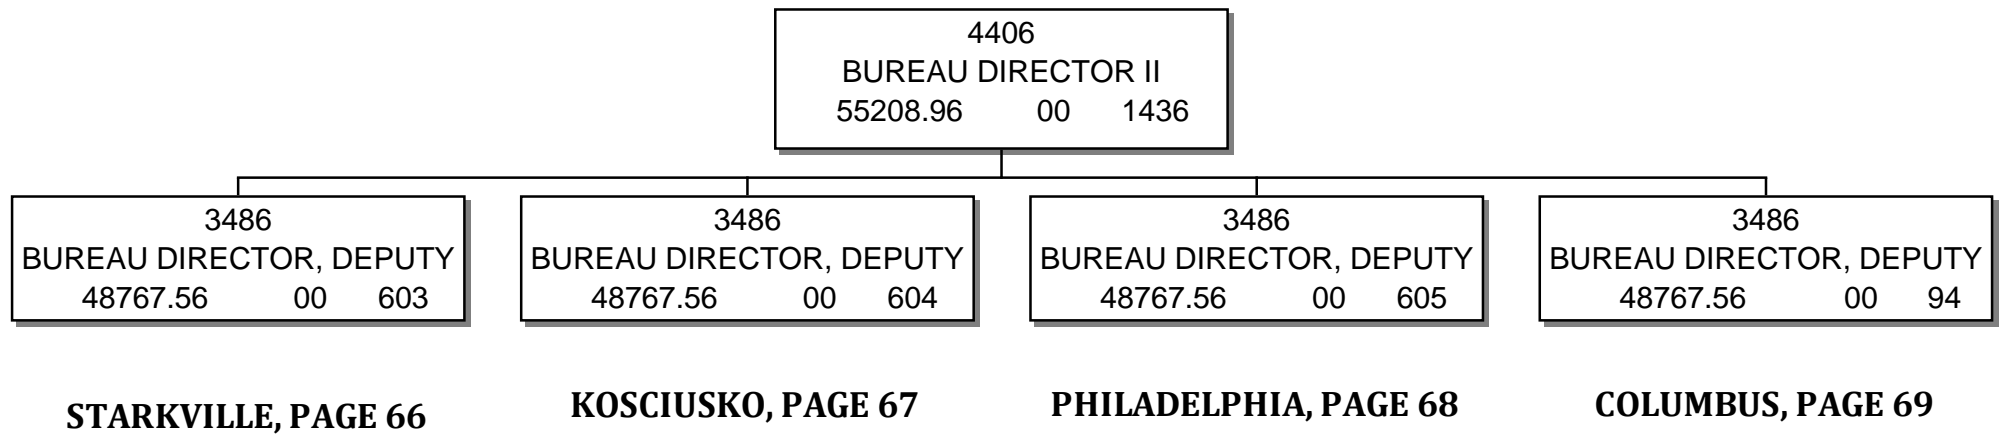 4406
BUREAU DIRECTOR II
55208.96 00 1436
3486
BUREAU DIRECTOR, DEPUTY
48767.56 00 603
3486
BUREAU DIRECTOR, DEPUTY
48767.56 00 604
3486
BUREAU DIRECTOR, DEPUTY
48767.56 00 605
3486
BUREAU DIRECTOR, DEPUTY
48767.56 00 94
STARKVILLE, PAGE 66
KOSCIUSKO, PAGE 67
PHILADELPHIA, PAGE 68
COLUMBUS, PAGE 69